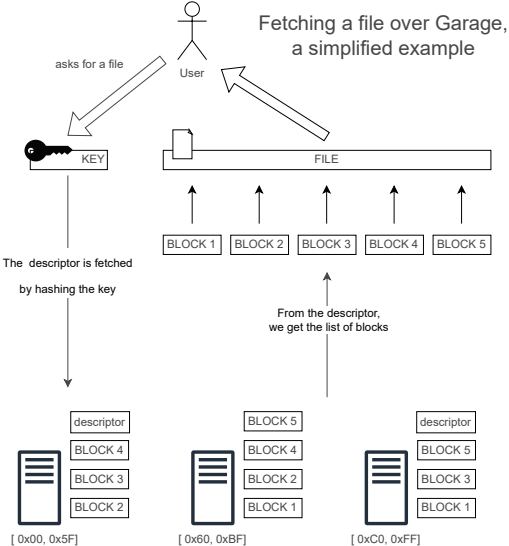 Fetching a file over Garage,
a simplified example
asks for a file
User
KEY
FILE
BLOCK 1
BLOCK 2
BLOCK 3
BLOCK 4
BLOCK 5
The descriptor is fetched
by hashing the key
From the descriptor,
we get the list of blocks
descriptor
BLOCK 4
BLOCK 3
BLOCK 2
[ 0x00, 0x5F]
BLOCK 5
BLOCK 4
BLOCK 2
BLOCK 1
[ 0x60, 0xBF]
descriptor
BLOCK 5
BLOCK 3
BLOCK 1
[ 0xC0, 0xFF]